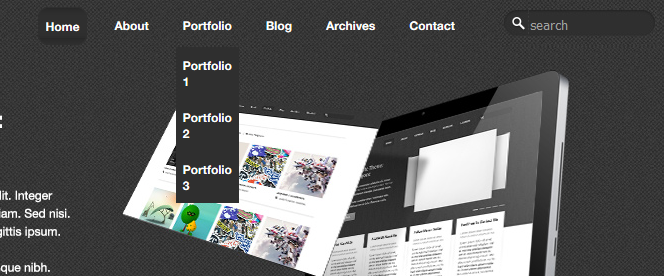 Home About Portfolio Blog Archives Contact search
Portfolio
1
Portfolio
2
Portfolio
3
:
lit. Integer
iam. Sed nisi.
gittis ipsum.
que nibh.